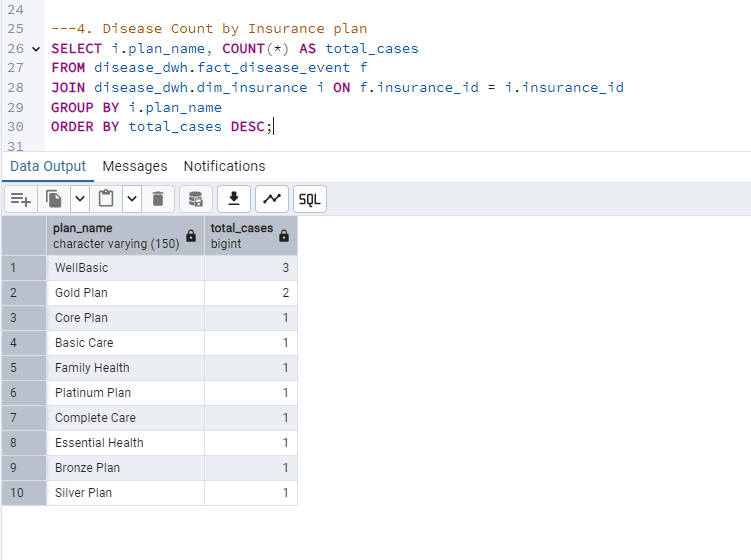 24
25 ---4. Disease Count by Insurance plan
26 SELECT i.plan_name, COUNT(*) AS total_cases
27 FROM disease_dwh.fact_disease_event f
28 JOIN disease_dwh.dim_insurance i ON f.insurance_id = i.insurance_id
29 GROUP BY i.plan_name
30 ORDER BY total_cases DESC;
31
Data Output Messages Notifications
SQL
plan_name total_cases
character varying (150) bigint
1 WellBasic 3
2 Gold Plan 2
3 Core Plan 1
4 Basic Care 1
5 Family Health 1
6 Platinum Plan 1
7 Complete Care 1
8 Essential Health 1
9 Bronze Plan 1
10 Silver Plan 1